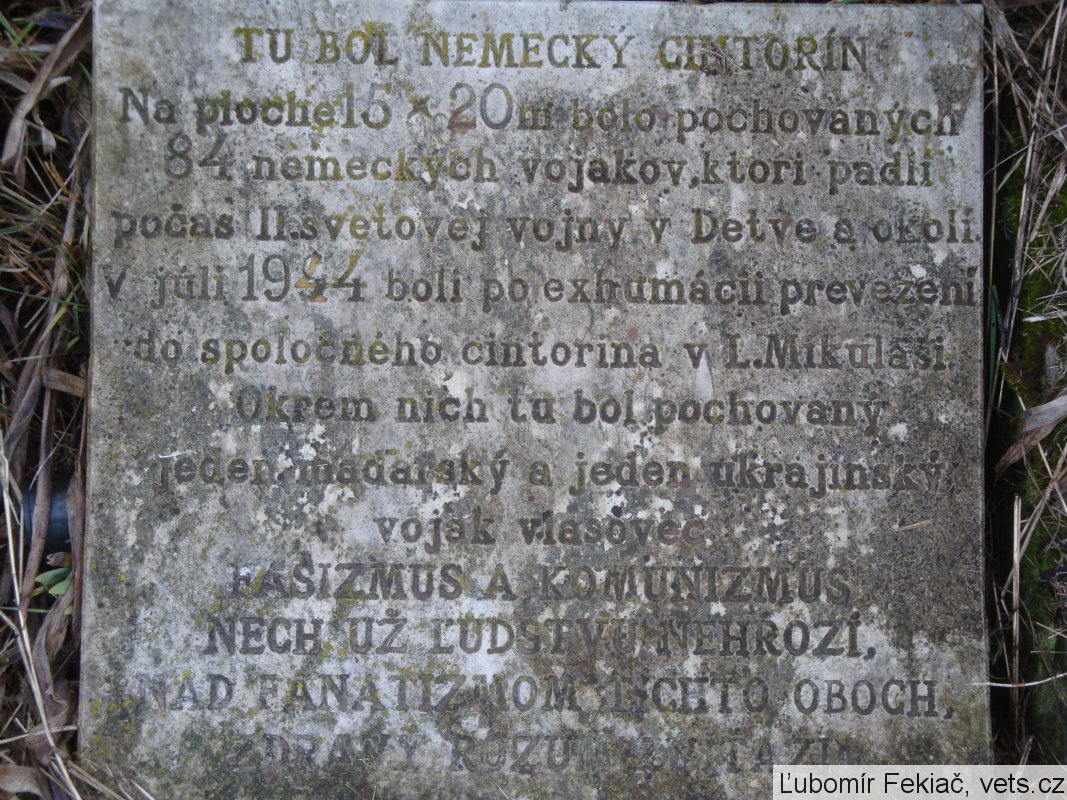 TU BOL NEMECKÝ CINTORÍN
Na ploche 15 × 20m bolo pochovaných
84 nemeckých vojakov,ktorí padli
počas II.svetovej vojny v Detve a okolí.
V júli 1944 boli po exhumácii prevezení
do spoločného cintorína v L.Mikuláši.
Okrem nich tu bol pochovaný
jeden maďarský a jeden ukrajinský
vojak vlasovec.
FAŠIZMUS A KOMUNIZMUS
NECH UŽ ĽUDSTVU NEHROZÍ,
NAD FANATIZMOM TÝCHTO OBOCH,
ZDRAVÝ ROZUM
Ľubomír Fekiač, vets.cz